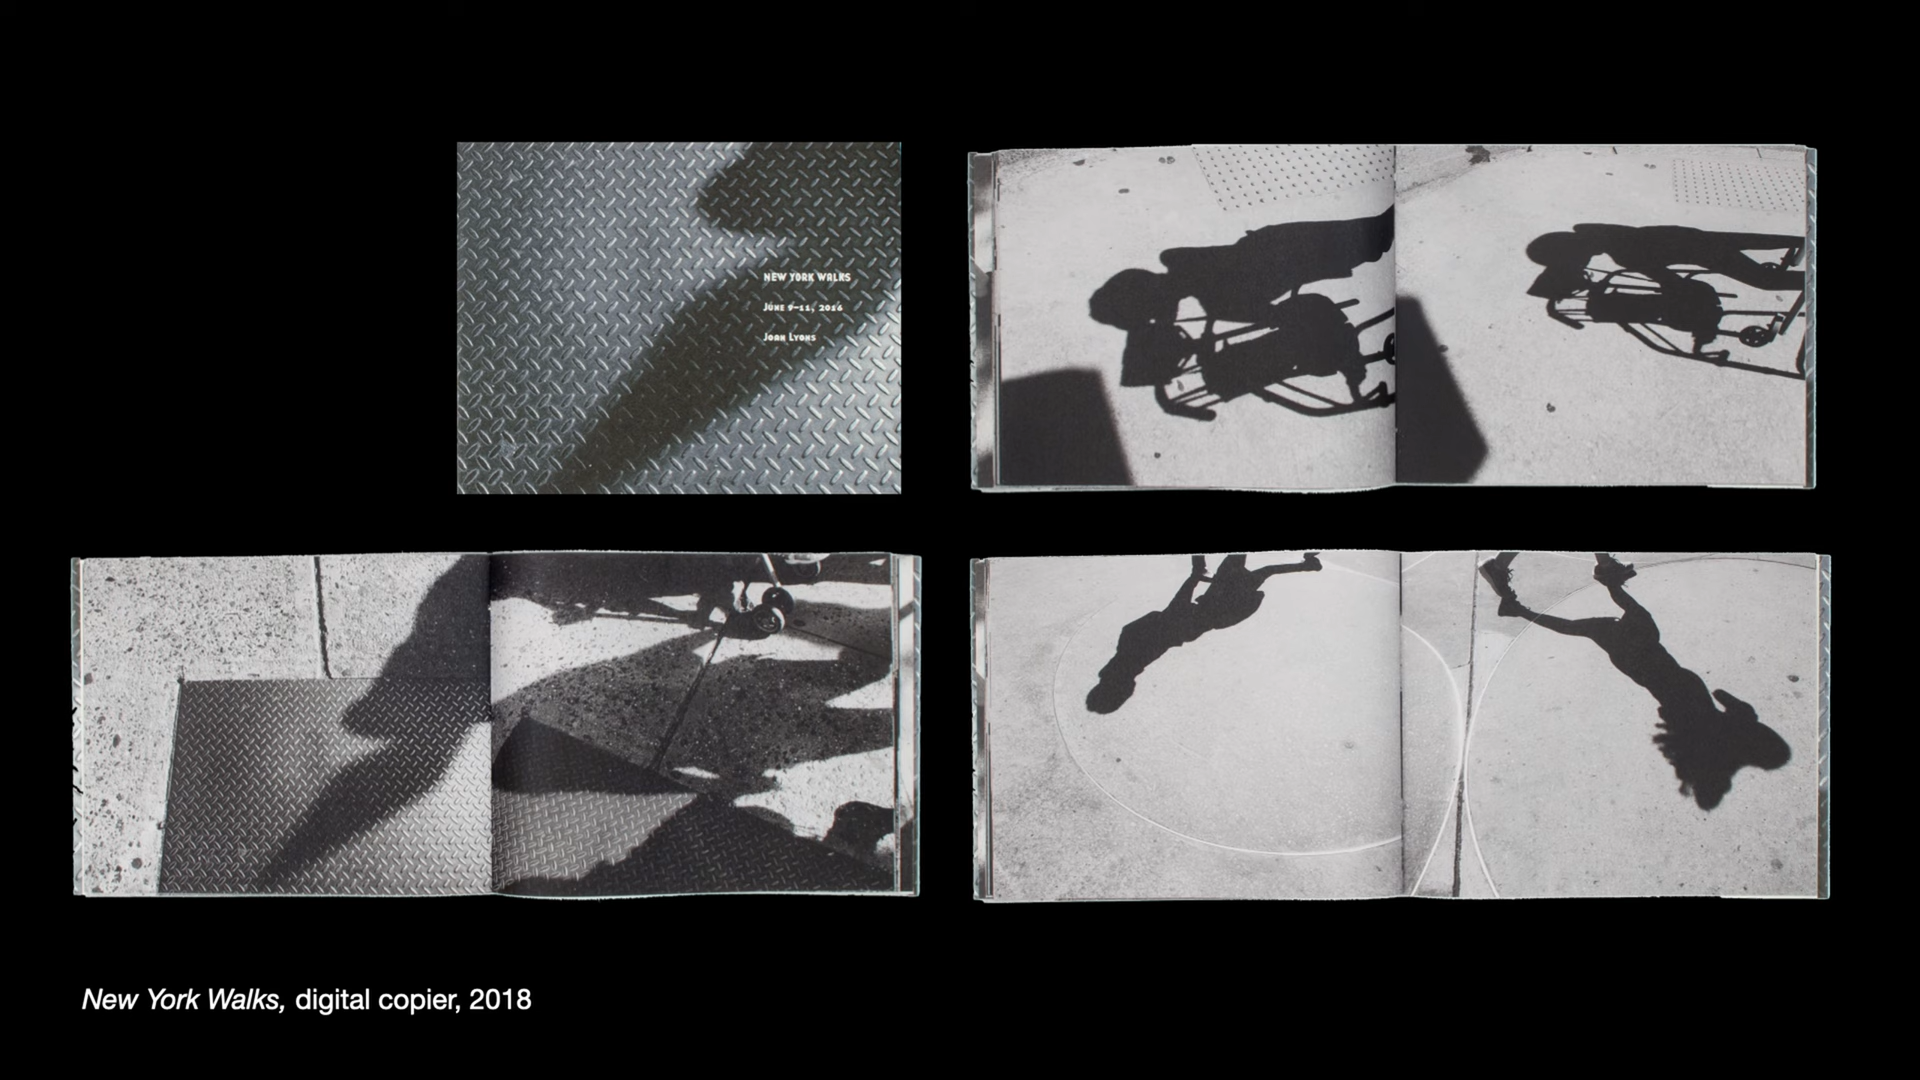 NEW YORK WALKS
JUNE 9–11, 2016
JOAN LYONS
New York Walks, digital copier, 2018